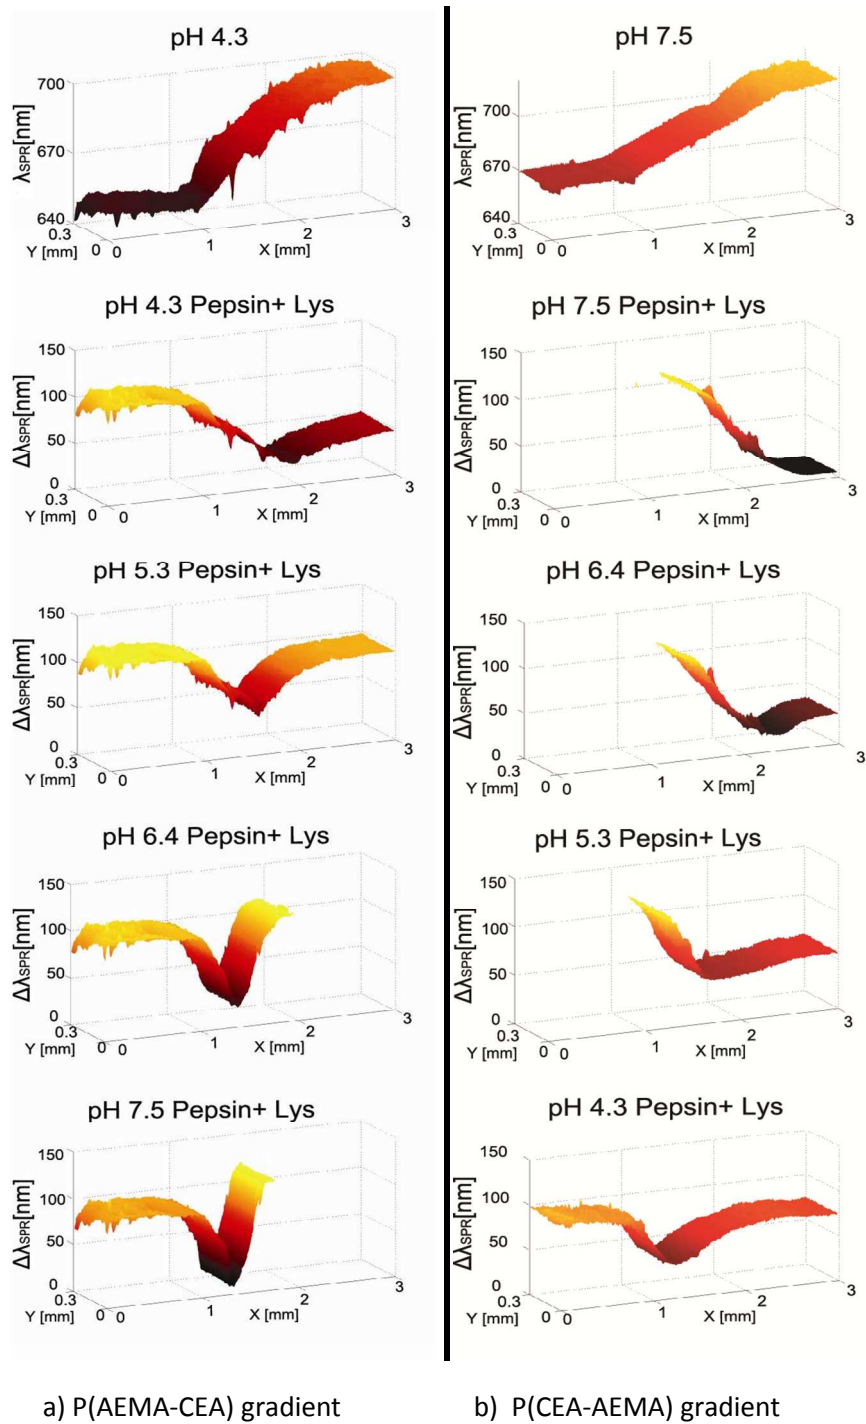 pH 4.3
700
670
640
λSPR[nm]
0.3
0
0
1
2
3
Y [mm]
X [mm]
pH 4.3 Pepsin+ Lys
150
100
50
0
ΔλSPR[nm]
0.3
0
0
1
2
3
Y [mm]
X [mm]
pH 5.3 Pepsin+ Lys
150
100
50
0
ΔλSPR[nm]
0.3
0
0
1
2
3
Y [mm]
X [mm]
pH 6.4 Pepsin+ Lys
150
100
50
0
ΔλSPR[nm]
0.3
0
0
1
2
3
Y [mm]
X [mm]
pH 7.5 Pepsin+ Lys
150
100
50
0
ΔλSPR[nm]
0.3
0
0
1
2
3
Y [mm]
X [mm]
a) P(AEMA-CEA) gradient
pH 7.5
700
670
640
λSPR[nm]
0.3
0
0
1
2
3
Y [mm]
X [mm]
pH 7.5 Pepsin+ Lys
150
100
50
0
ΔλSPR[nm]
0.3
0
0
1
2
3
Y [mm]
X [mm]
pH 6.4 Pepsin+ Lys
150
100
50
0
ΔλSPR[nm]
0.3
0
0
1
2
3
Y [mm]
X [mm]
pH 5.3 Pepsin+ Lys
150
100
50
0
ΔλSPR[nm]
0.3
0
0
1
2
3
Y [mm]
X [mm]
pH 4.3 Pepsin+ Lys
150
100
50
0
ΔλSPR[nm]
0.3
0
0
1
2
3
Y [mm]
X [mm]
b) P(CEA-AEMA) gradient